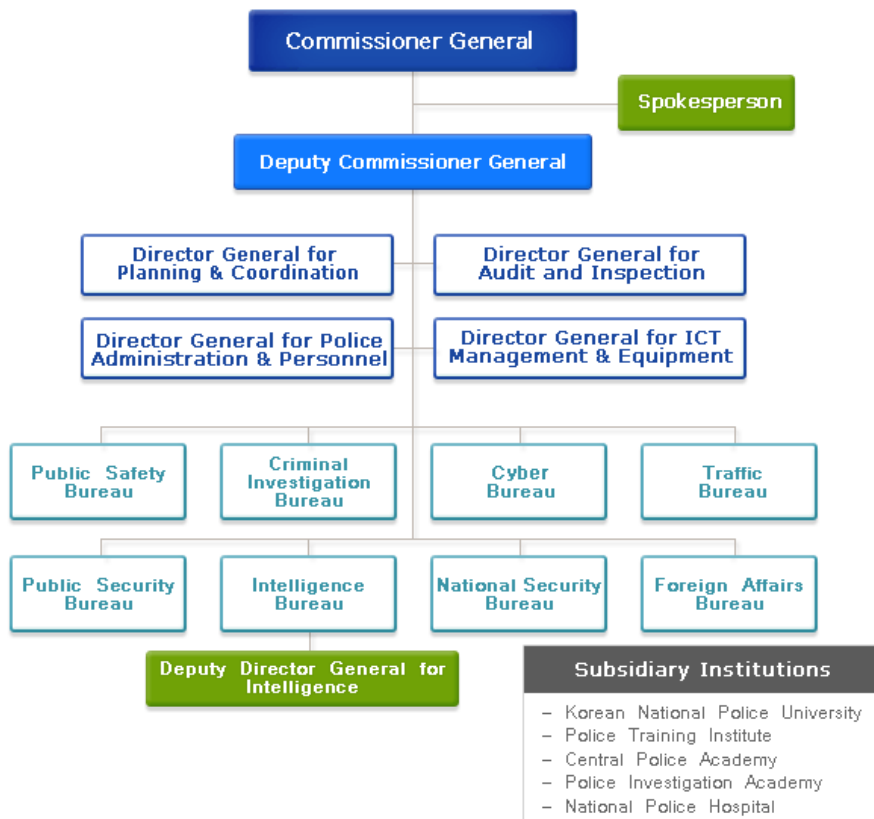 Commissioner General
Spokesperson
Deputy Commissioner General
Director General for
Planning & Coordination
Director General for
Audit and Inspection
Director General for Police
Administration & Personnel
Director General for ICT
Management & Equipment
Public Safety
Bureau
Criminal
Investigation
Bureau
Cyber
Bureau
Traffic
Bureau
Public Security
Bureau
Intelligence
Bureau
National Security
Bureau
Foreign Affairs
Bureau
Deputy Director General for
Intelligence
Subsidiary Institutions
– Korean National Police University
– Police Training Institute
– Central Police Academy
– Police Investigation Academy
– National Police Hospital